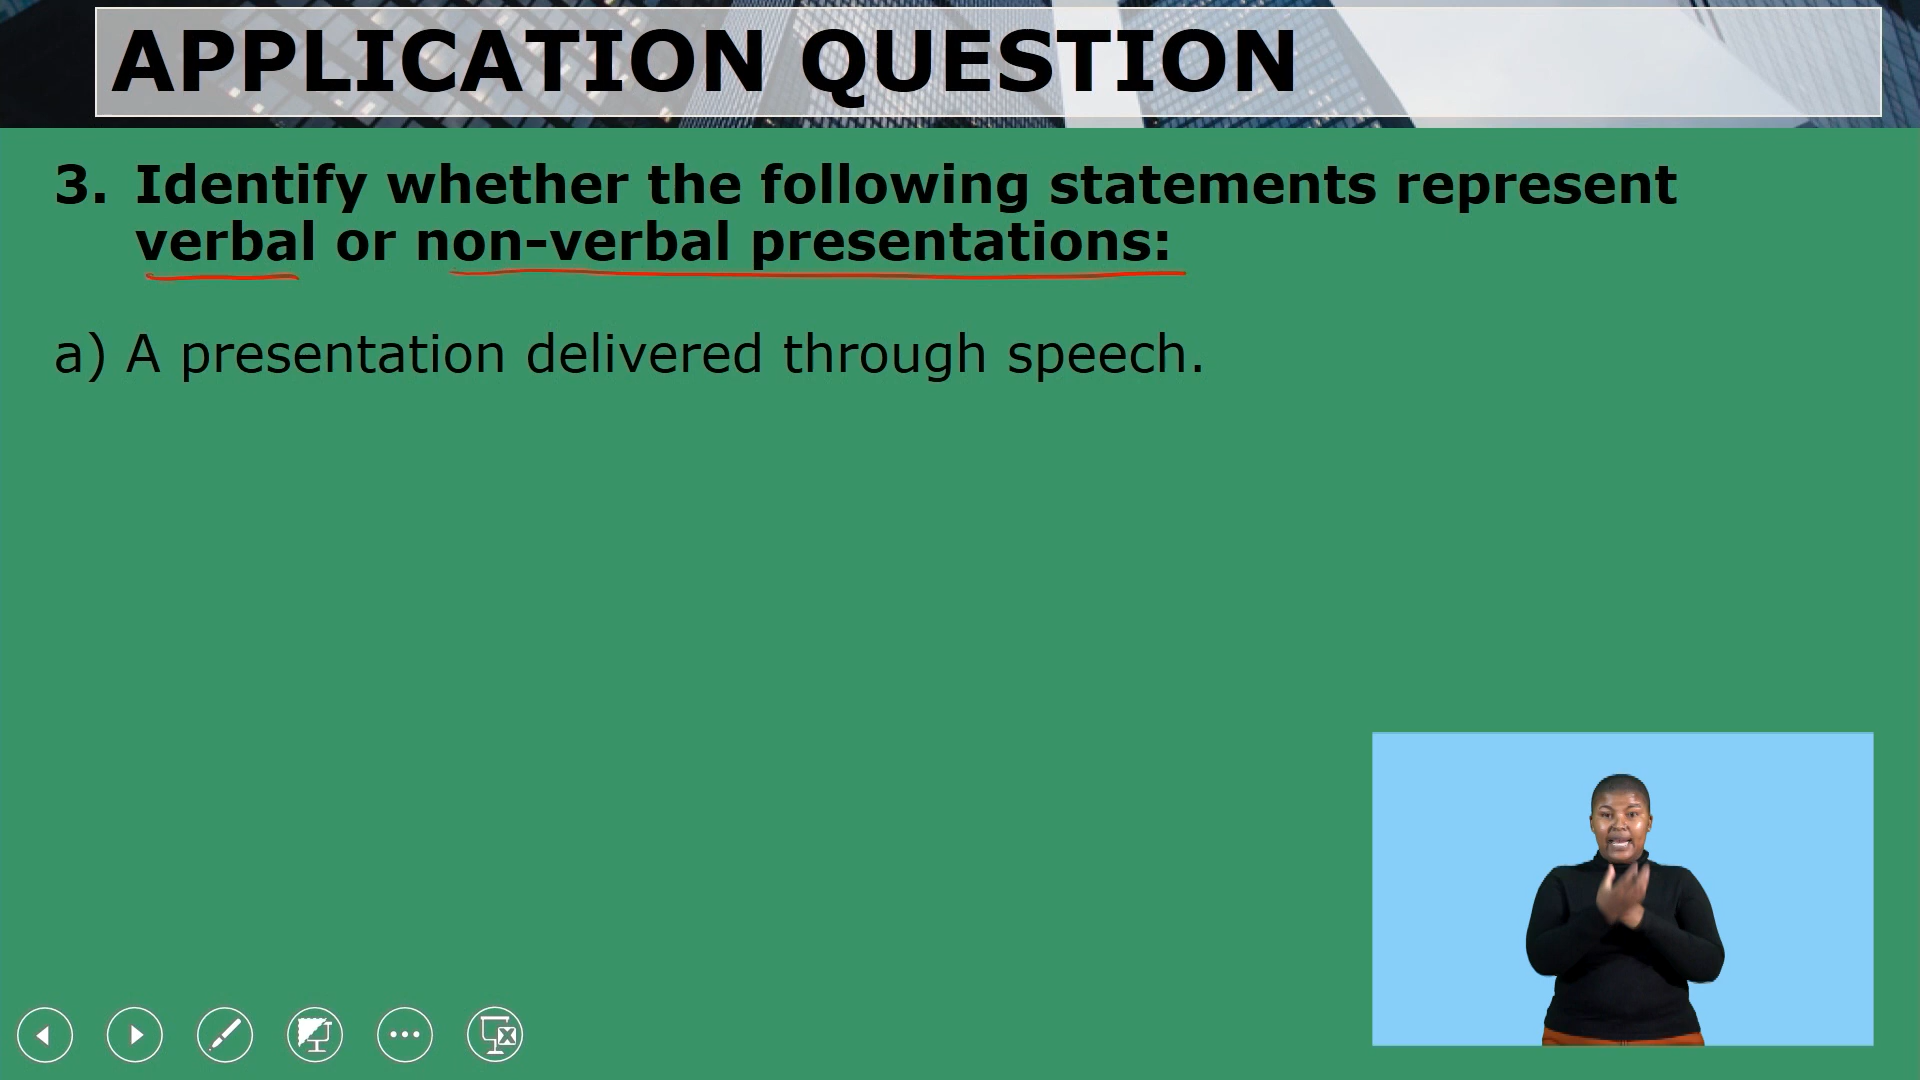 APPLICATION QUESTION
3. Identify whether the following statements represent
verbal or non-verbal presentations:
a) A presentation delivered through speech.